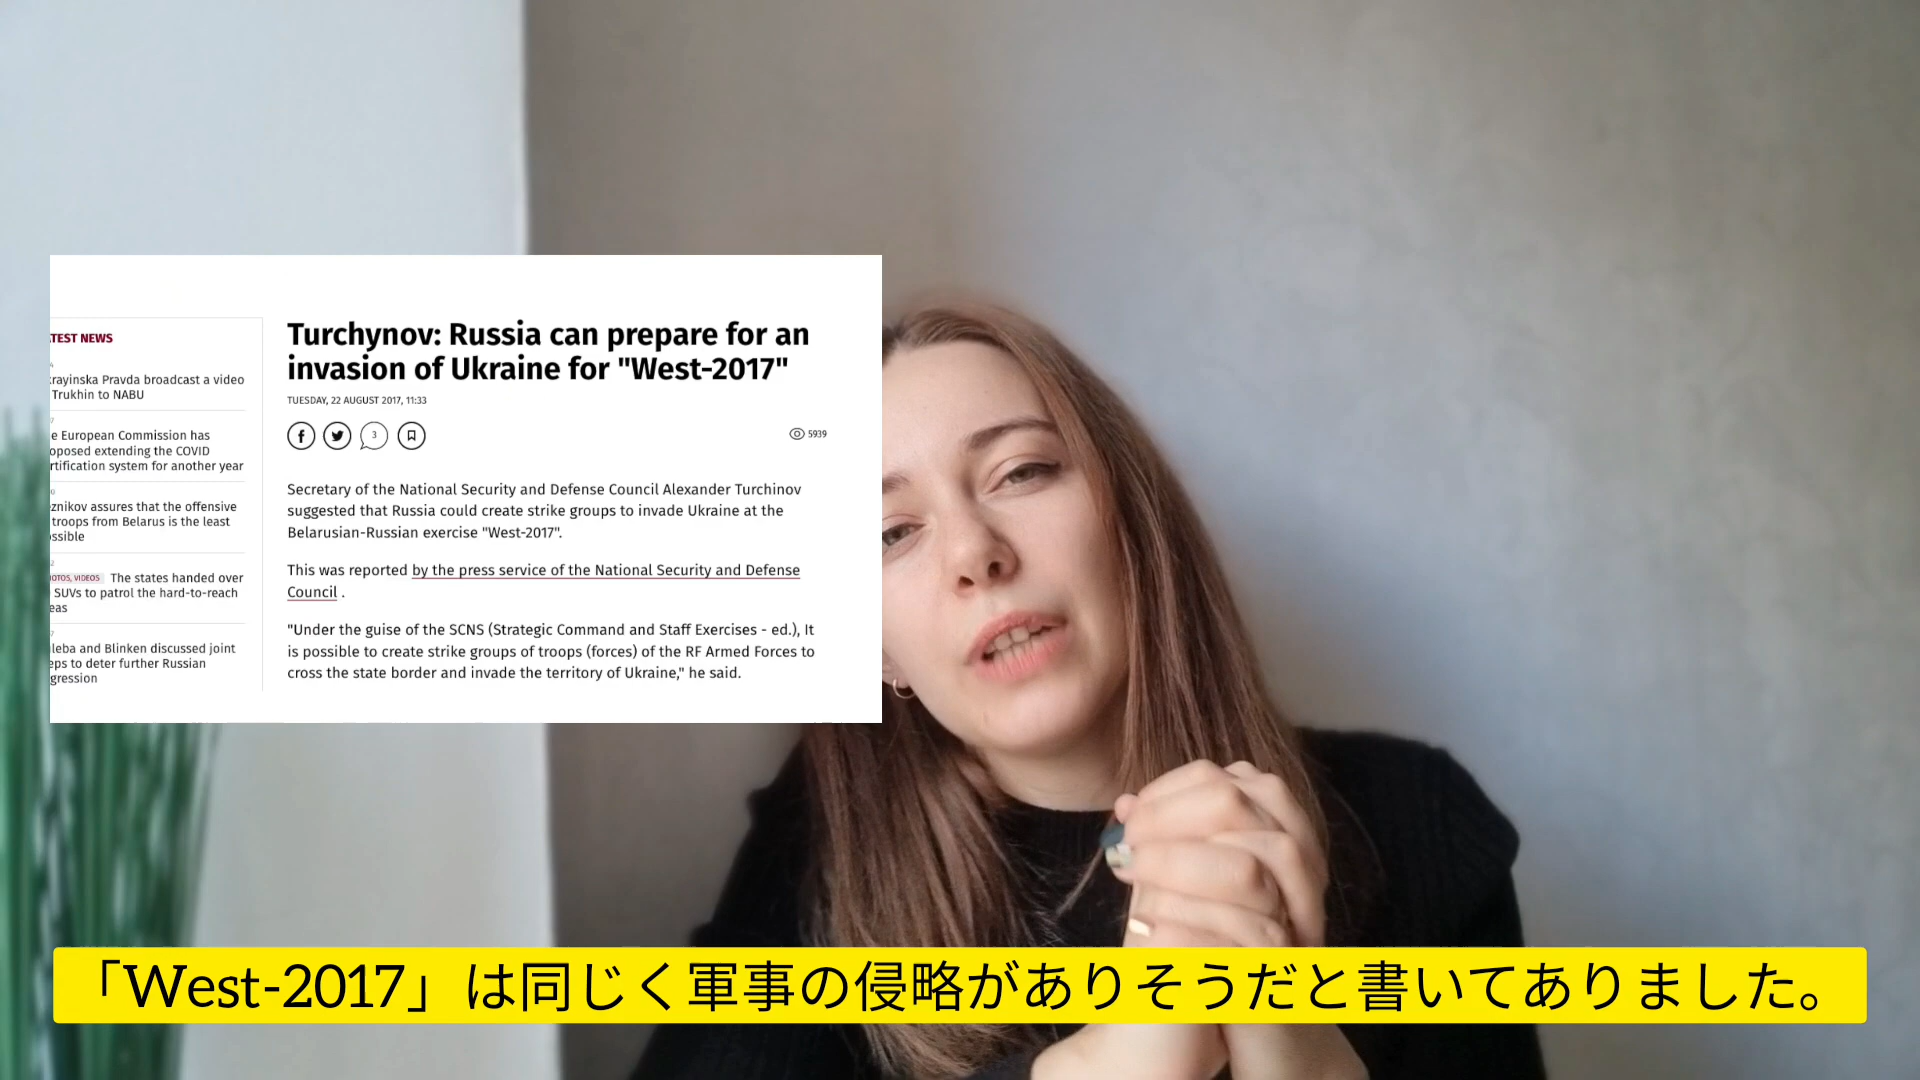 TEST NEWS
Turchynov: Russia can prepare for an
invasion of Ukraine for "West-2017"
TUESDAY, 22 AUGUST 2017, 11:33
3
5939
rayinska Pravda broadcast a video
Trukhin to NABU
e European Commission has
oposed extending the COVID
rtification system for another year
znikov assures that the offensive
troops from Belarus is the least
ssible
OTOS, VIDEOS The states handed over
SUVs to patrol the hard-to-reach
eas
leba and Blinken discussed joint
eps to deter further Russian
gression
Secretary of the National Security and Defense Council Alexander Turchinov
suggested that Russia could create strike groups to invade Ukraine at the
Belarusian-Russian exercise "West-2017".
This was reported by the press service of the National Security and Defense
Council .
"Under the guise of the SCNS (Strategic Command and Staff Exercises - ed.), It
is possible to create strike groups of troops (forces) of the RF Armed Forces to
cross the state border and invade the territory of Ukraine," he said.
「West-2017」は同じく軍事の侵略がありそうだと書いてありました。